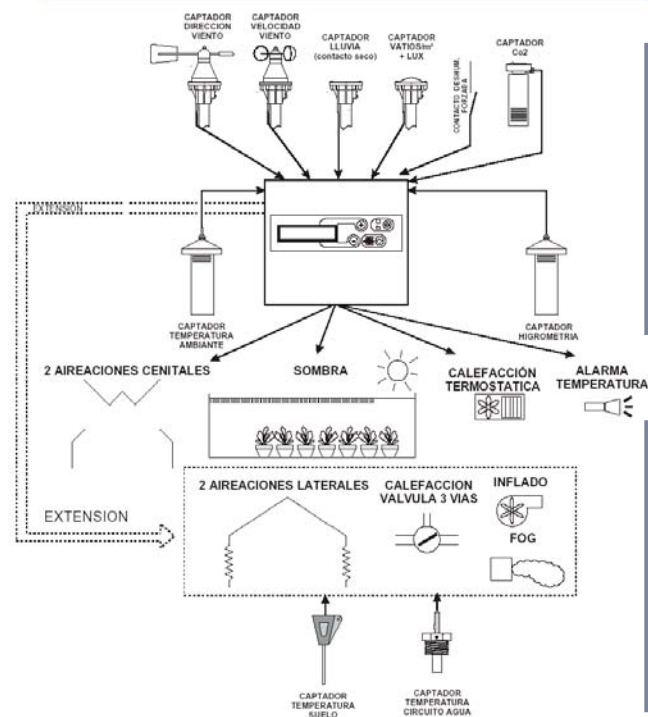 CAPTADOR
DIRECCION
VIENTO
CAPTADOR
VELOCIDAD
VIENTO
CAPTADOR
LLUVIA
(contacto seco)
CAPTADOR
VATIOS/m²
+ LUX
CONTACTO DESHUM.
FORZADA
CAPTADOR
Co2
EXTENSION
CAPTADOR
TEMPERATURA
AMBIANTE
CAPTADOR
HIGROMETRIA
2 AIREACIONES CENITALES
SOMBRA
CALEFACCIÓN
TERMOSTATICA
ALARMA
TEMPERATURA
2 AIREACIONES LATERALES
CALEFACCION
VALVULA 3 VIAS
INFLADO
FOG
EXTENSION
CAPTADOR
TEMPERATURA
SUELO
CAPTADOR
TEMPERATURA
CIRCUITO AGUA